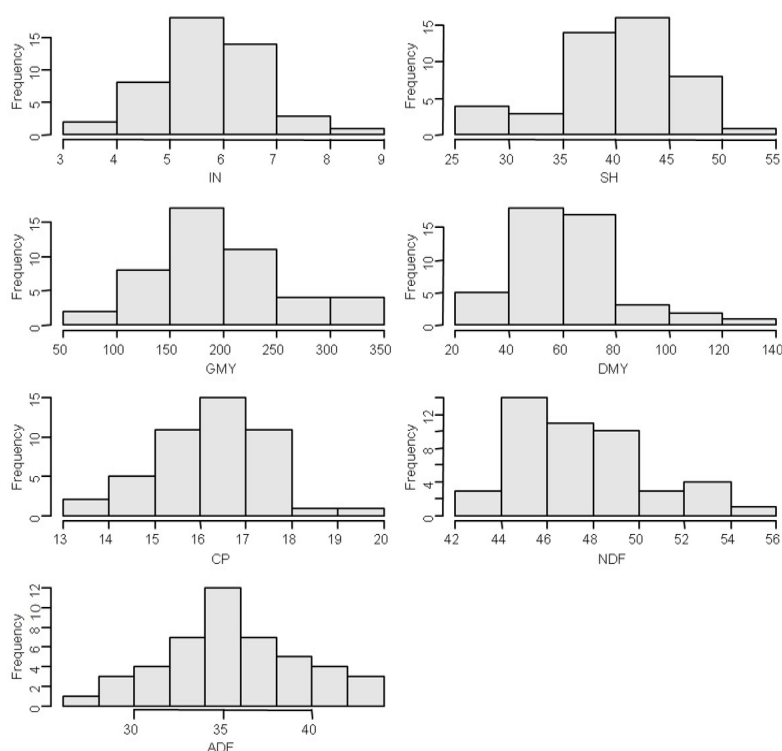 Frequency
0 5 10 15
3 4 5 6 7 8 9
IN
Frequency
0 5 10 15
25 30 35 40 45 50 55
SH
Frequency
0 5 10 15
50 100 150 200 250 300 350
GMY
Frequency
0 5 10 15
20 40 60 80 100 120 140
DMY
Frequency
0 5 10 15
13 14 15 16 17 18 19 20
CP
Frequency
0 4 8 12
42 44 46 48 50 52 54 56
NDF
Frequency
0 2 4 6 8 10 12
30 35 40
ADF